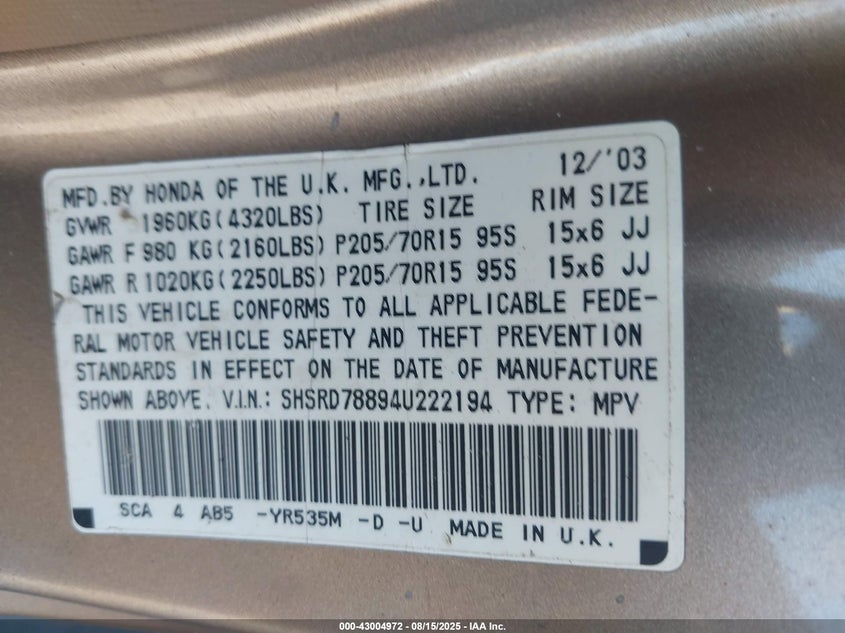 MFD.BY HONDA OF THE U.K. MFG.,LTD. 12/'03
GVWR 1960KG(4320LBS) TIRE SIZE RIM SIZE
GAWR F 980 KG(2160LBS) P205/70R15 95S 15x6 JJ
GAWR R 1020KG(2250LBS) P205/70R15 95S 15x6 JJ
THIS VEHICLE CONFORMS TO ALL APPLICABLE FEDE-
RAL MOTOR VEHICLE SAFETY AND THEFT PREVENTION
STANDARDS IN EFFECT ON THE DATE OF MANUFACTURE
SHOWN ABOVE. V.I.N.: SHSRD78894U222194 TYPE: MPV
SCA 4 AB5 -YR535M -D -U MADE IN U.K.
000-43004972 - 08/15/2025 - IAA Inc.